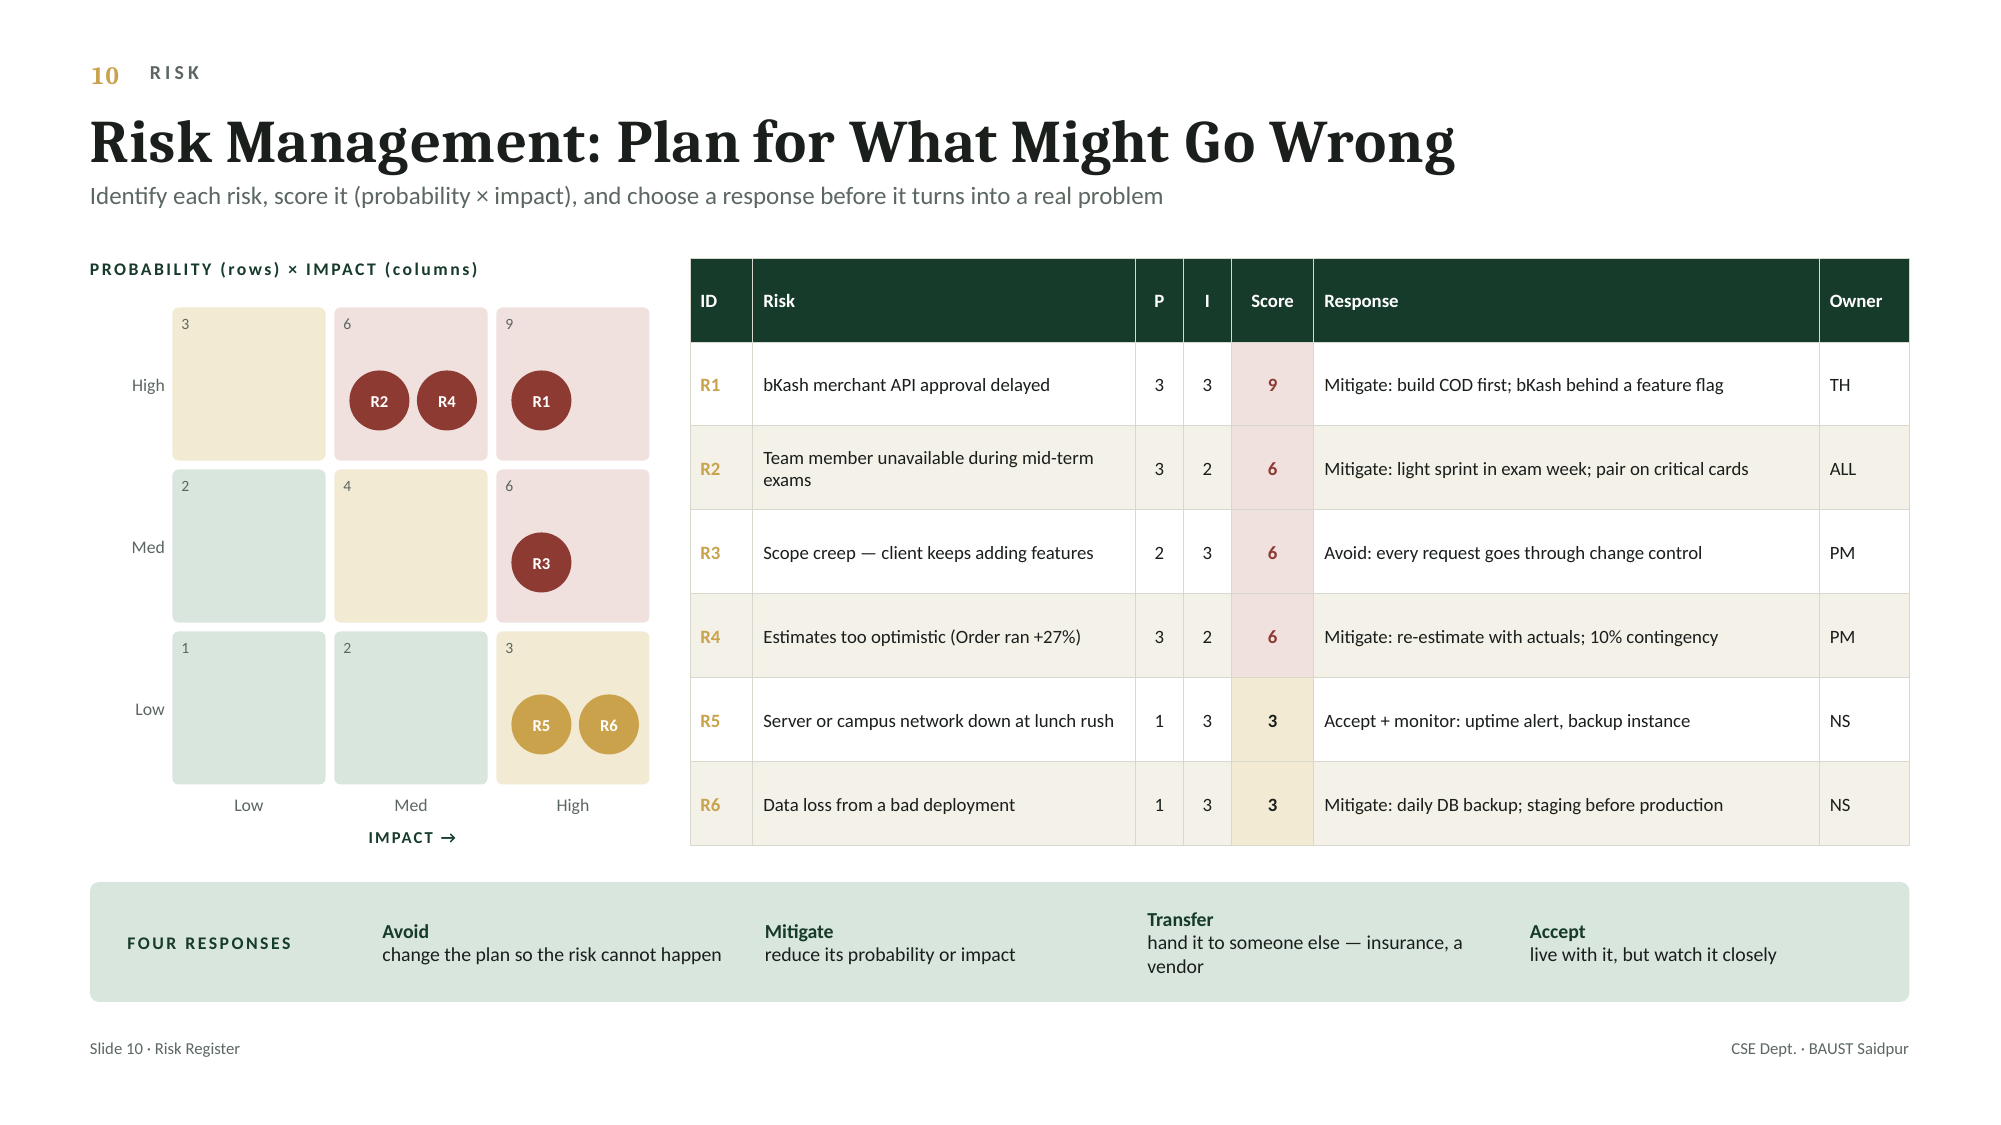 10 RISK
Risk Management: Plan for What Might Go Wrong
Identify each risk, score it (probability × impact), and choose a response before it turns into a real problem
PROBABILITY (rows) × IMPACT (columns)
3 6 9
High R2 R4 R1
2 4 6
Med R3
1 2 3
Low R5 R6
Low Med High
IMPACT →
ID Risk P I Score Response Owner
R1 bKash merchant API approval delayed 3 3 9 Mitigate: build COD first; bKash behind a feature flag TH
R2 Team member unavailable during mid-term
exams 3 2 6 Mitigate: light sprint in exam week; pair on critical cards ALL
R3 Scope creep — client keeps adding features 2 3 6 Avoid: every request goes through change control PM
R4 Estimates too optimistic (Order ran +27%) 3 2 6 Mitigate: re-estimate with actuals; 10% contingency PM
R5 Server or campus network down at lunch rush 1 3 3 Accept + monitor: uptime alert, backup instance NS
R6 Data loss from a bad deployment 1 3 3 Mitigate: daily DB backup; staging before production NS
FOUR RESPONSES
Avoid
change the plan so the risk cannot happen
Mitigate
reduce its probability or impact
Transfer
hand it to someone else — insurance, a
vendor
Accept
live with it, but watch it closely
Slide 10 · Risk Register
CSE Dept. · BAUST Saidpur